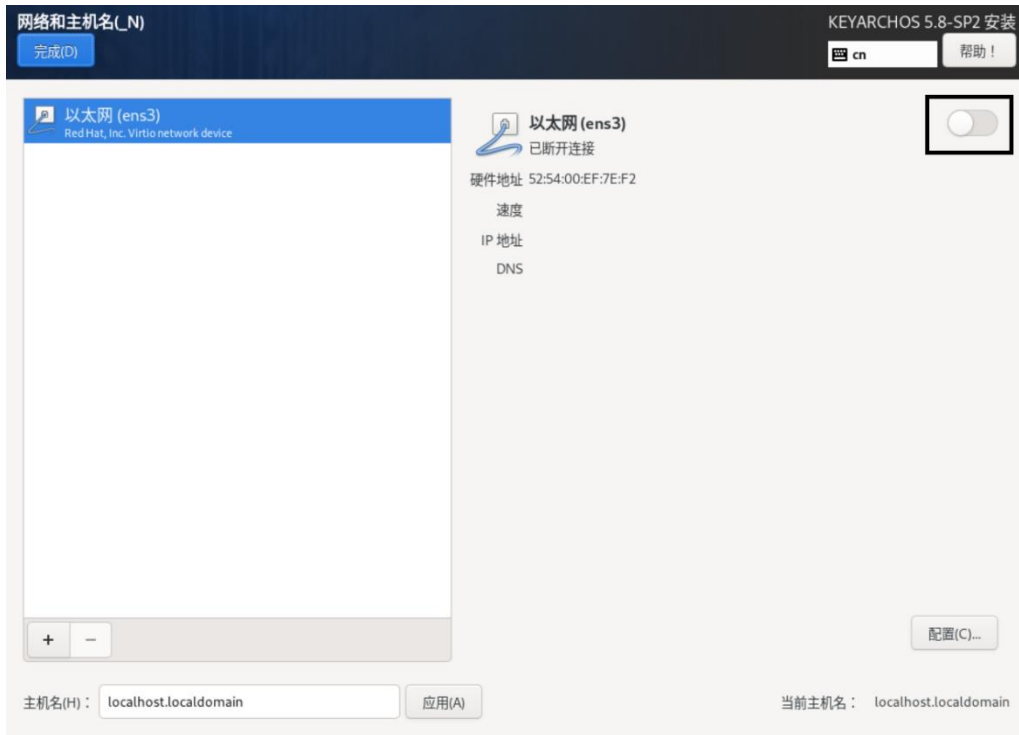 网络和主机名(_N)
KEYARCHOS 5.8-SP2 安装
完成(D)
cn
帮助！
以太网 (ens3)
Red Hat, Inc. Virtio network device
以太网 (ens3)
已断开连接
硬件地址 52:54:00:EF:7E:F2
速度
IP 地址
DNS
+ −
配置(C)...
主机名(H)： localhost.localdomain 应用(A) 当前主机名： localhost.localdomain